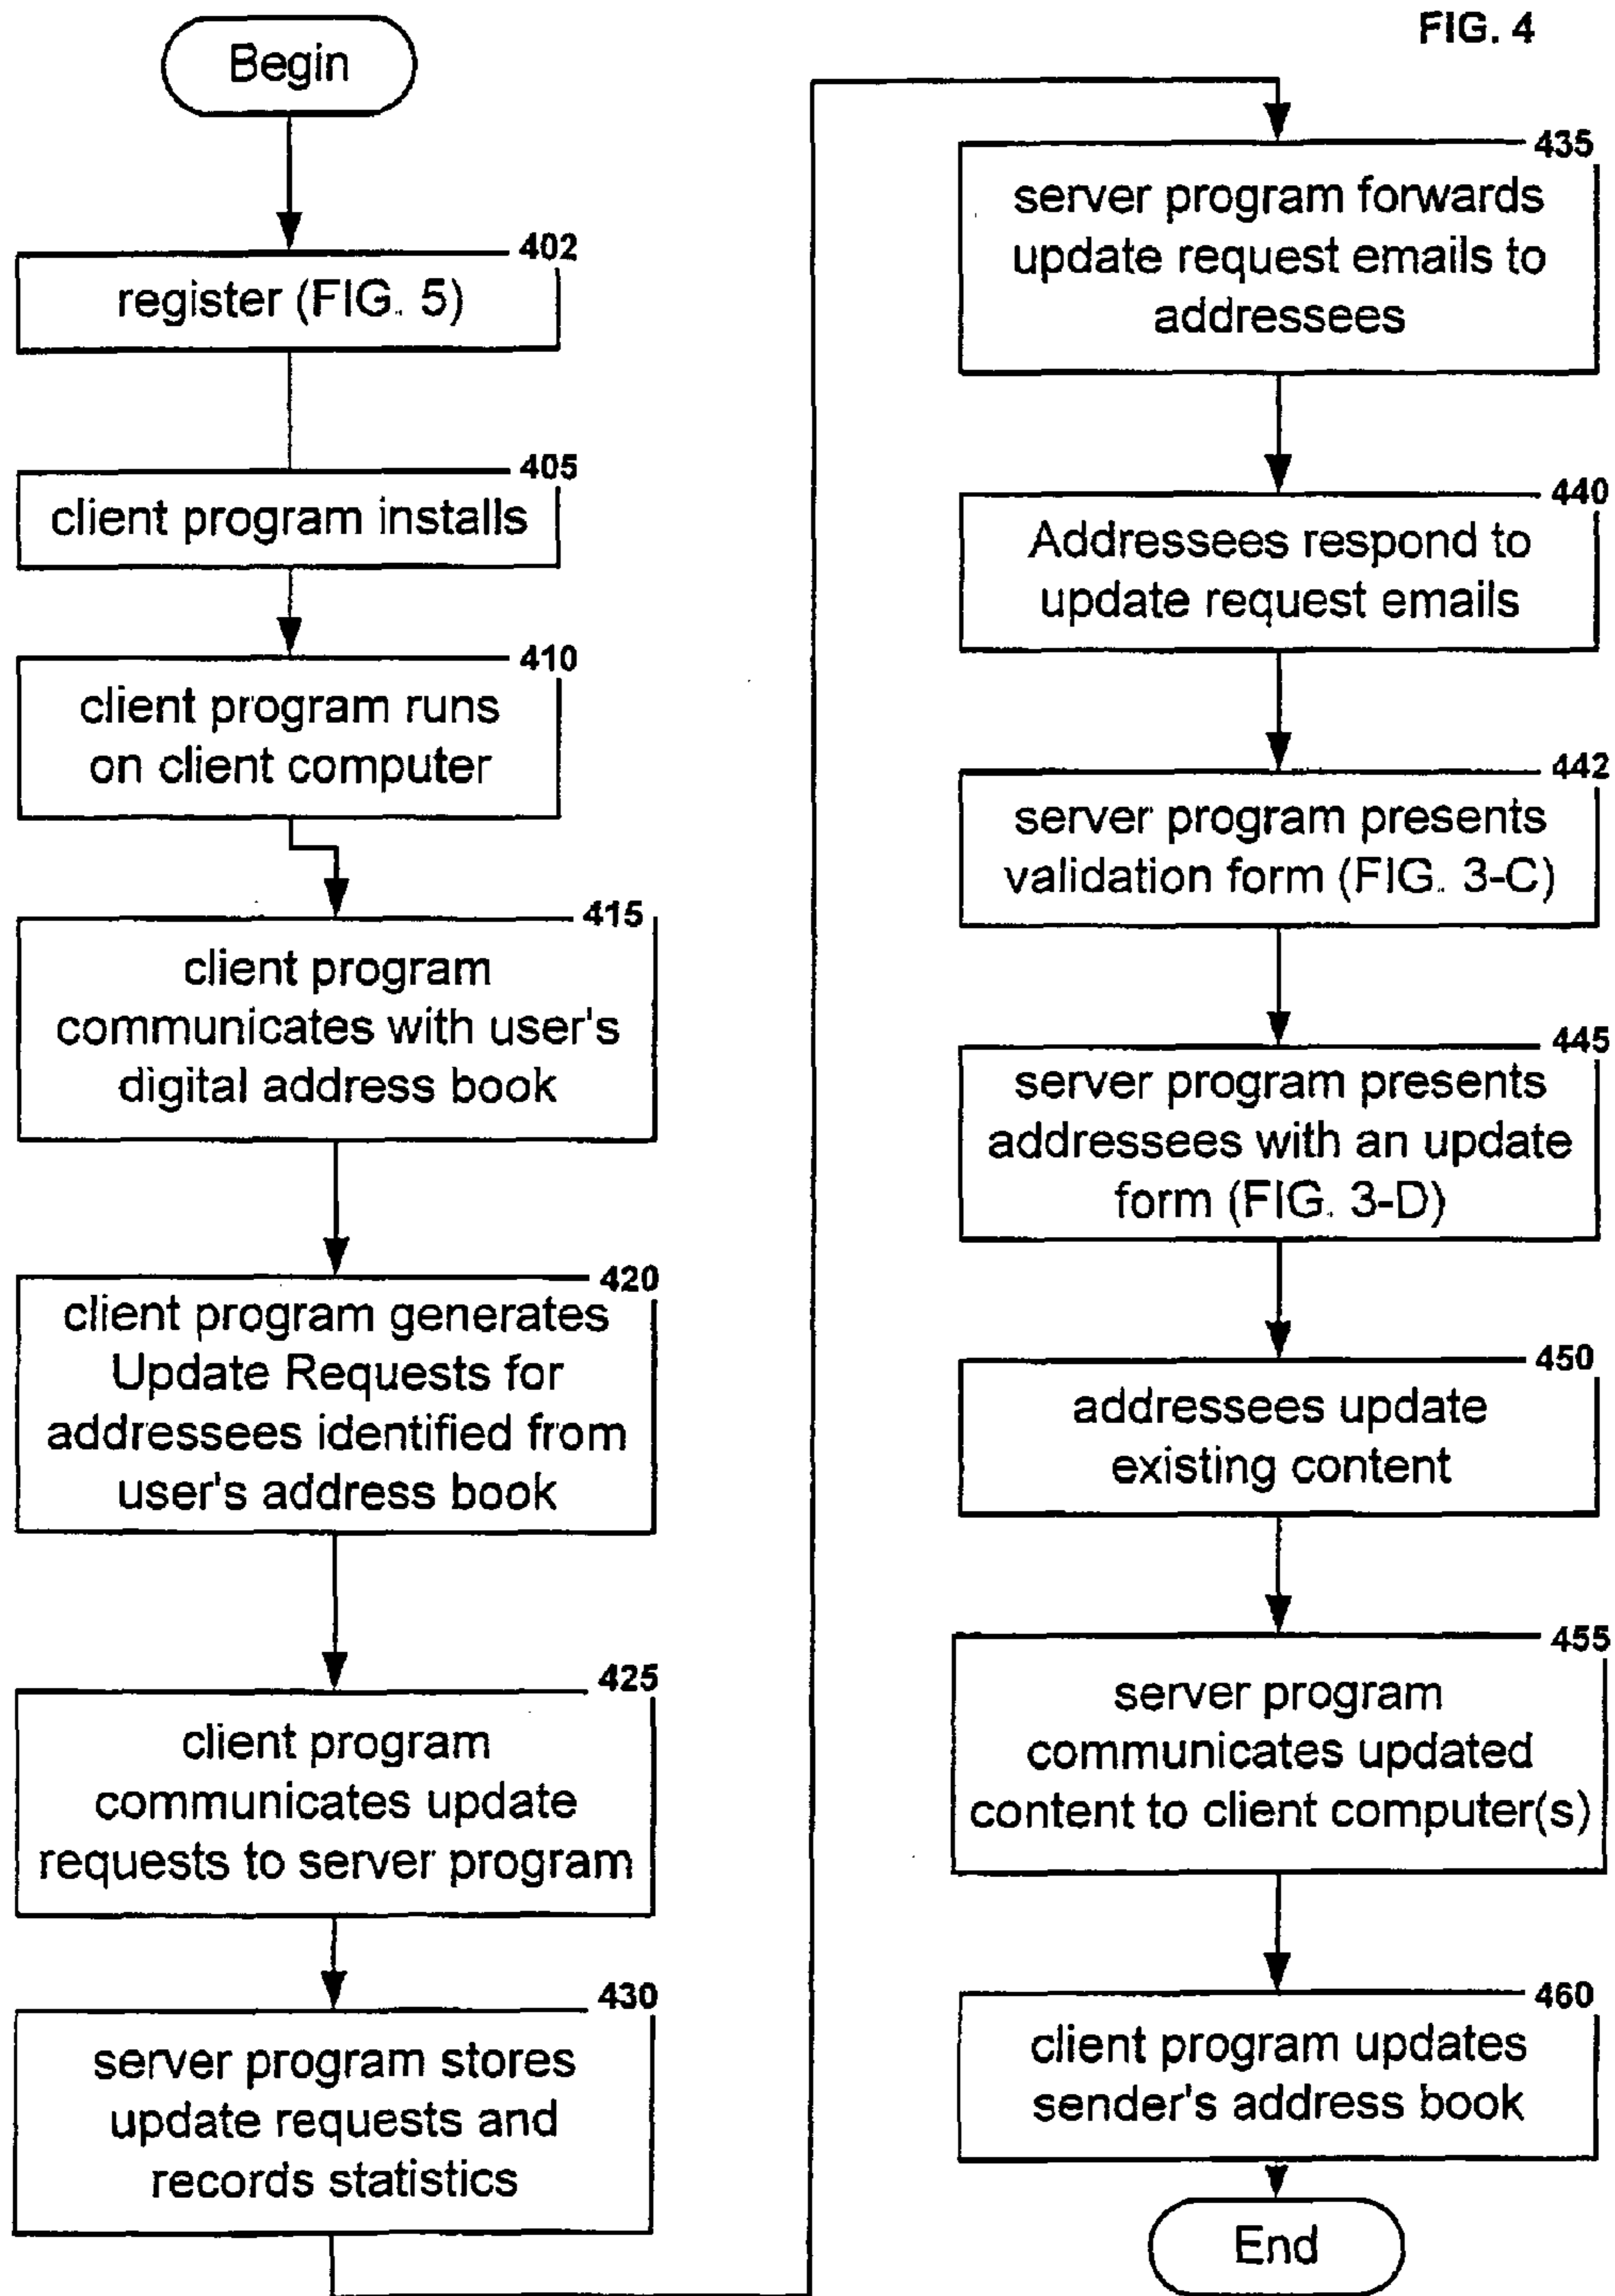 FIG. 4
Begin
402
register (FIG. 5)
405
client program installs
410
client program runs
on client computer
415
client program
communicates with user's
digital address book
420
client program generates
Update Requests for
addressees identified from
user's address book
425
client program
communicates update
requests to server program
430
server program stores
update requests and
records statistics
435
server program forwards
update request emails to
addressees
440
Addressees respond to
update request emails
442
server program presents
validation form (FIG. 3-C)
445
server program presents
addressees with an update
form (FIG. 3-D)
450
addressees update
existing content
455
server program
communicates updated
content to client computer(s)
460
client program updates
sender's address book
End